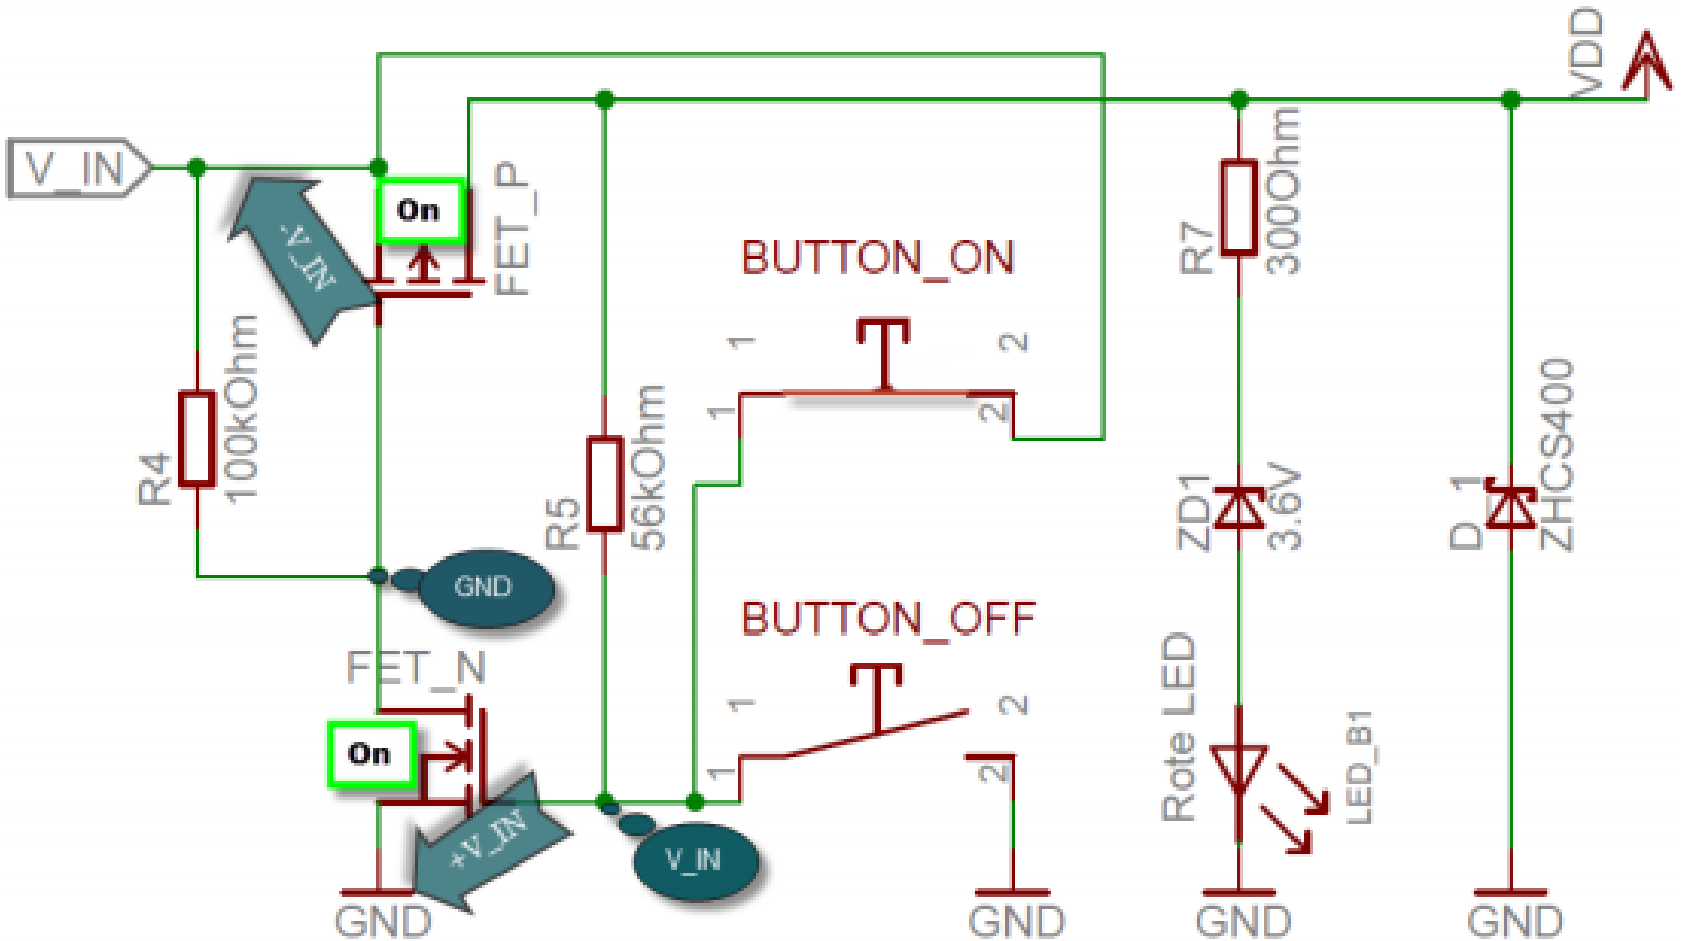 VDD
V_IN
On
FET_P
-V_IN
BUTTON_ON
R7
300Ohm
1
2
1
2
R4
100kOhm
R5
56kOhm
ZD1
3.6V
D_1
ZHCS400
GND
BUTTON_OFF
FET_N
On
1
2
1
2
Rote LED
LED_B1
+V_IN
V_IN
GND
GND
GND
GND